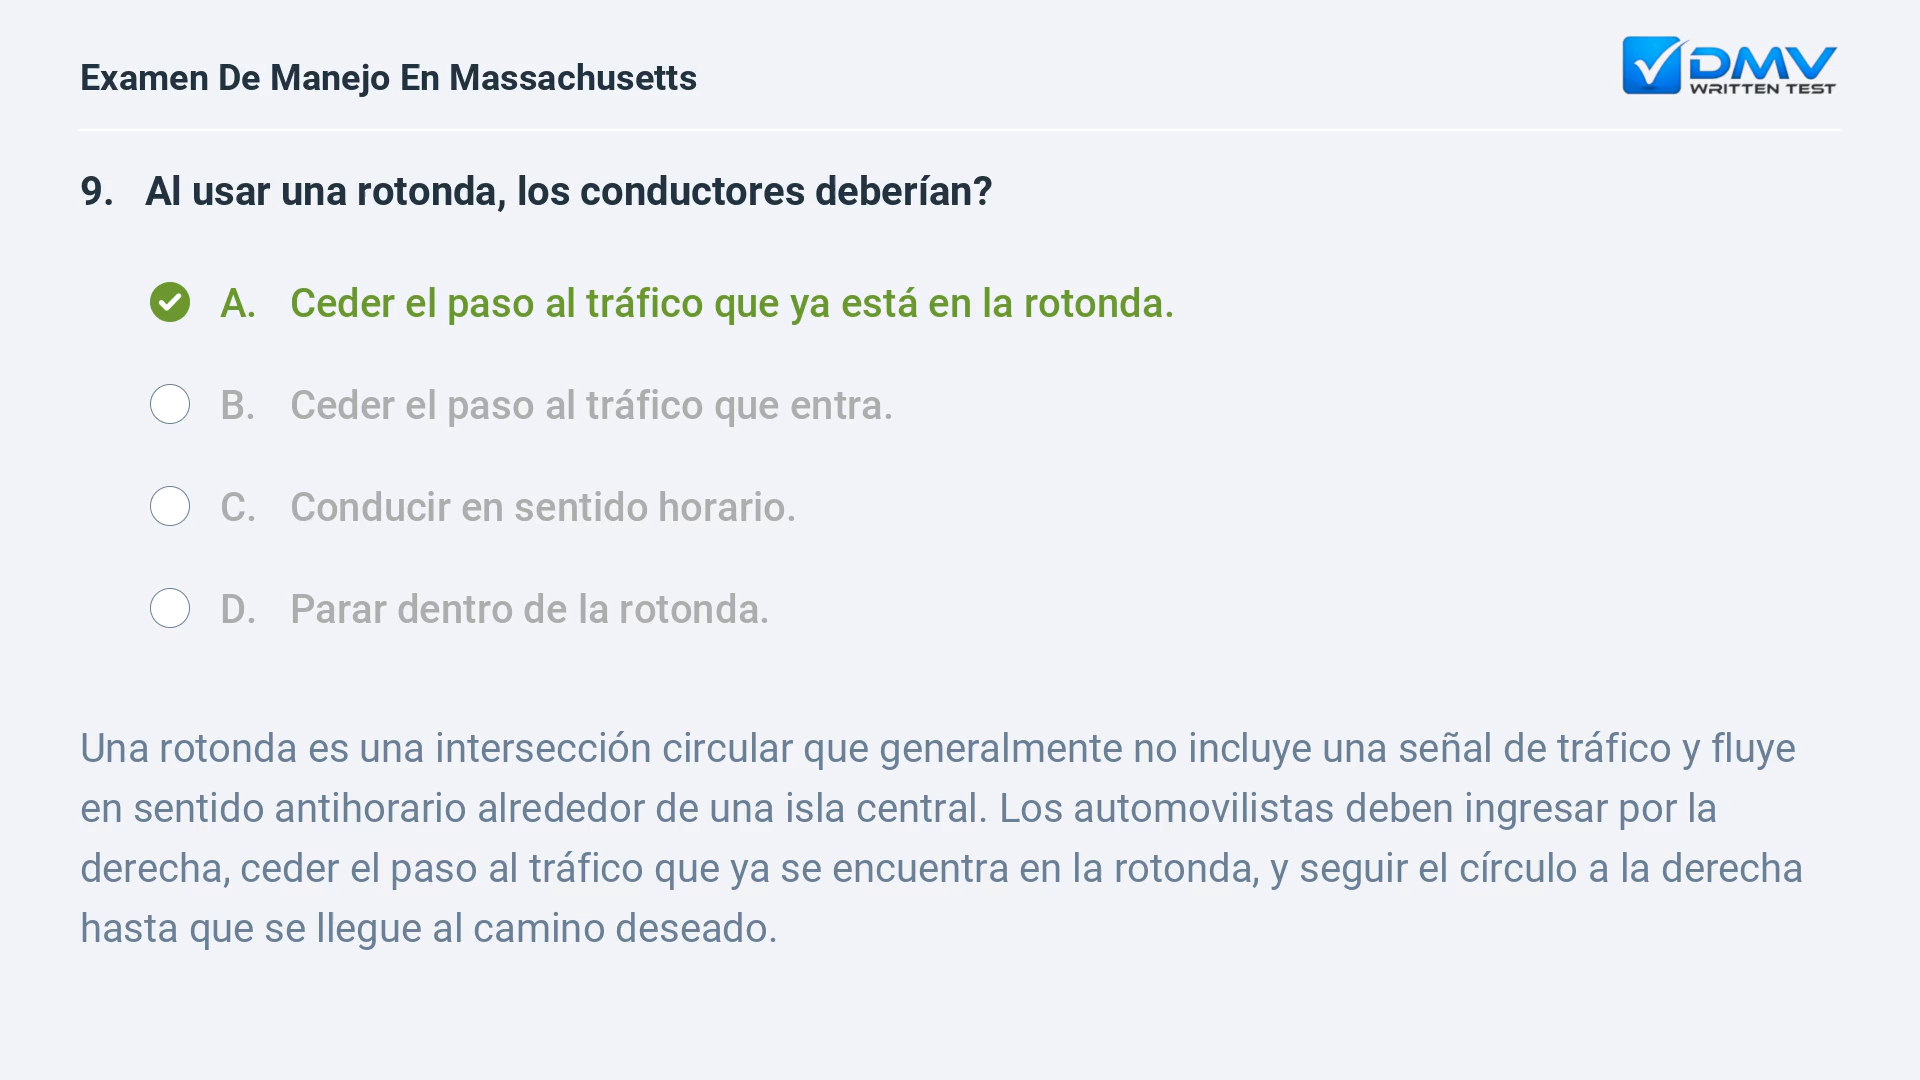 Examen De Manejo En Massachusetts
DMV
WRITTEN TEST
9. Al usar una rotonda, los conductores deberían?
A. Ceder el paso al tráfico que ya está en la rotonda.
B. Ceder el paso al tráfico que entra.
C. Conducir en sentido horario.
D. Parar dentro de la rotonda.
Una rotonda es una intersección circular que generalmente no incluye una señal de tráfico y fluye
en sentido antihorario alrededor de una isla central. Los automovilistas deben ingresar por la
derecha, ceder el paso al tráfico que ya se encuentra en la rotonda, y seguir el círculo a la derecha
hasta que se llegue al camino deseado.